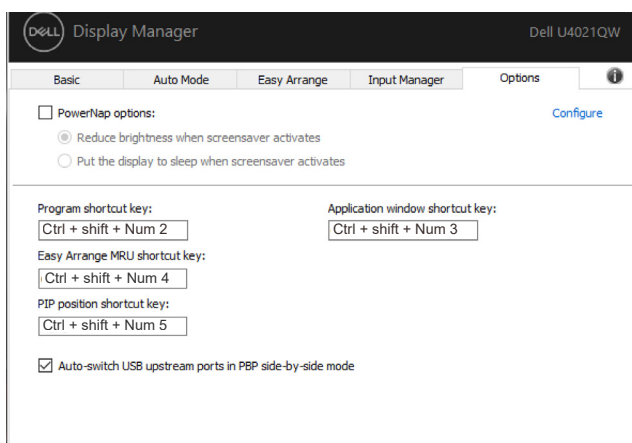 DELL Display Manager Dell U4021QW
Basic Auto Mode Easy Arrange Input Manager Options i
PowerNap options: Configure
Reduce brightness when screensaver activates
Put the display to sleep when screensaver activates
Program shortcut key: Application window shortcut key:
Ctrl + shift + Num 2 Ctrl + shift + Num 3
Easy Arrange MRU shortcut key:
Ctrl + shift + Num 4
PIP position shortcut key:
Ctrl + shift + Num 5
Auto-switch USB upstream ports in PBP side-by-side mode